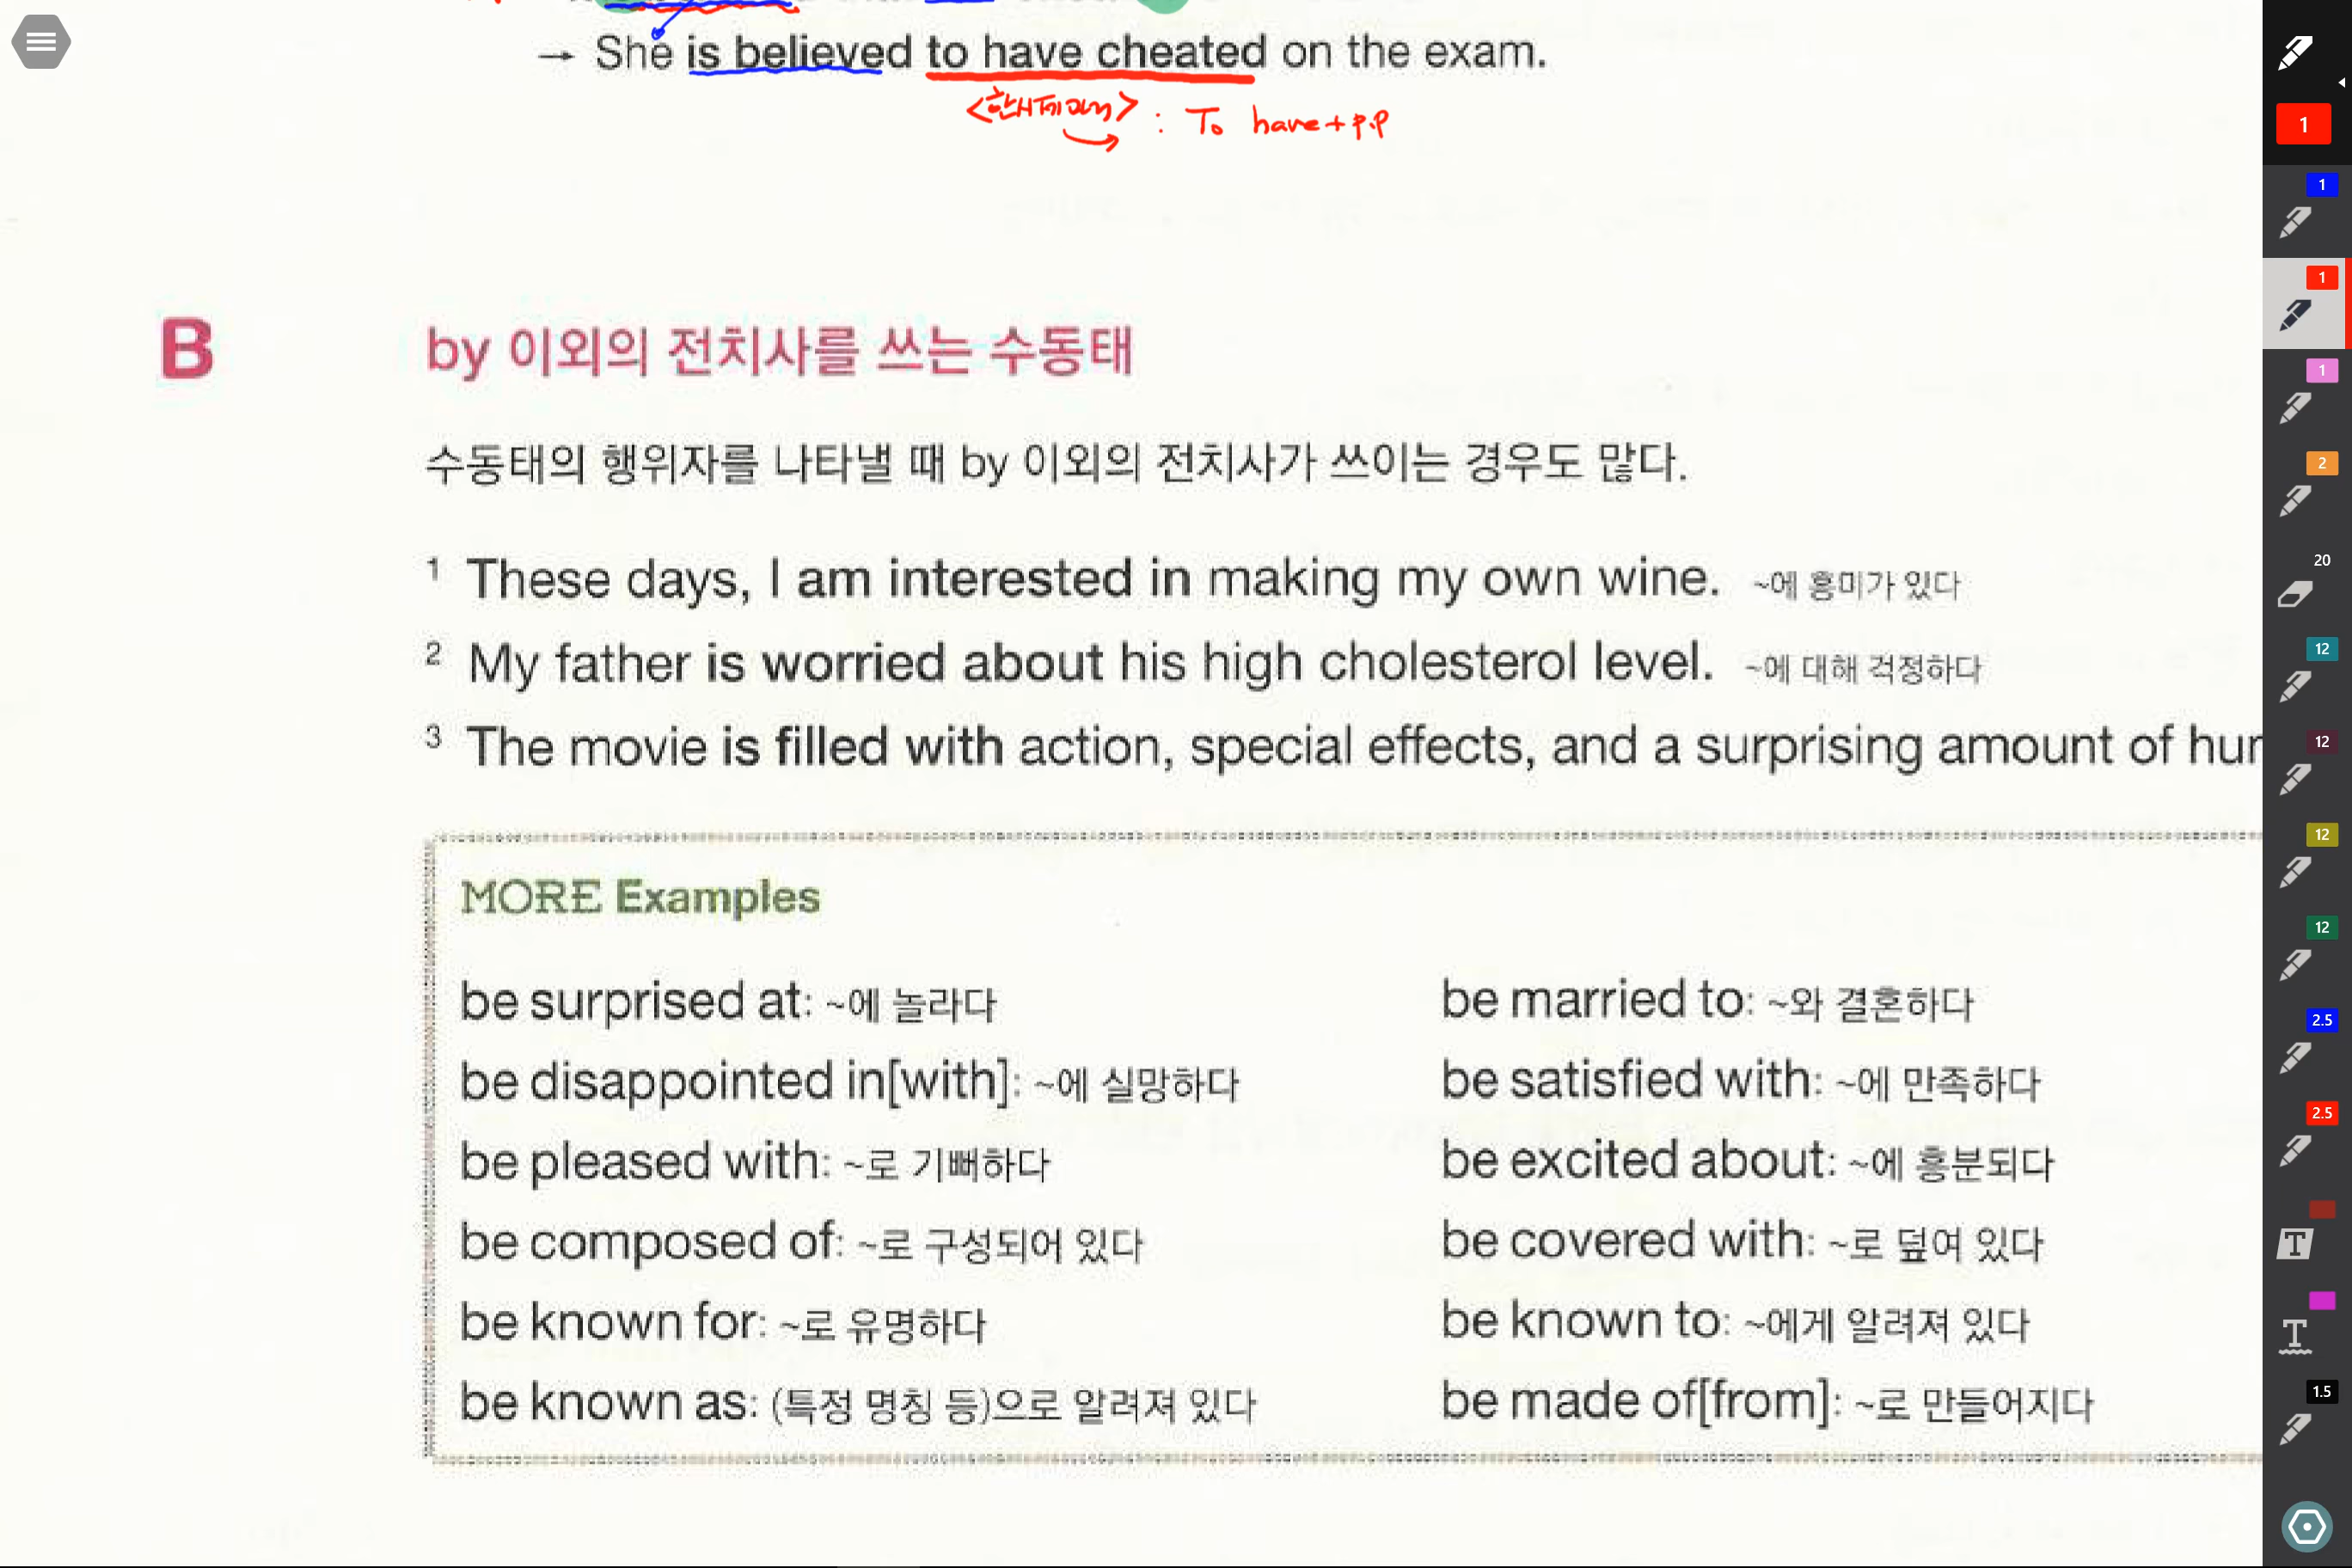 → She is believed to have cheated on the exam.
<한시제 > : To have + p.p
B by 이외의 전치사를 쓰는 수동태
수동태의 행위자를 나타낼 때 by 이외의 전치사가 쓰이는 경우도 많다.
1 These days, I am interested in making my own wine. ~에 흥미가 있다
2 My father is worried about his high cholesterol level. ~에 대해 걱정하다
3 The movie is filled with action, special effects, and a surprising amount of hur
MORE Examples
be surprised at: ~에 놀라다
be married to: ~와 결혼하다
be disappointed in[with]: ~에 실망하다
be satisfied with: ~에 만족하다
be pleased with: ~로 기뻐하다
be excited about: ~에 흥분되다
be composed of: ~로 구성되어 있다
be covered with: ~로 덮여 있다
be known for: ~로 유명하다
be known to: ~에게 알려져 있다
be known as: (특정 명칭 등)으로 알려져 있다
be made of[from]: ~로 만들어지다
1
1
1
1
2
20
12
12
12
12
2.5
2.5
T
T
1.5